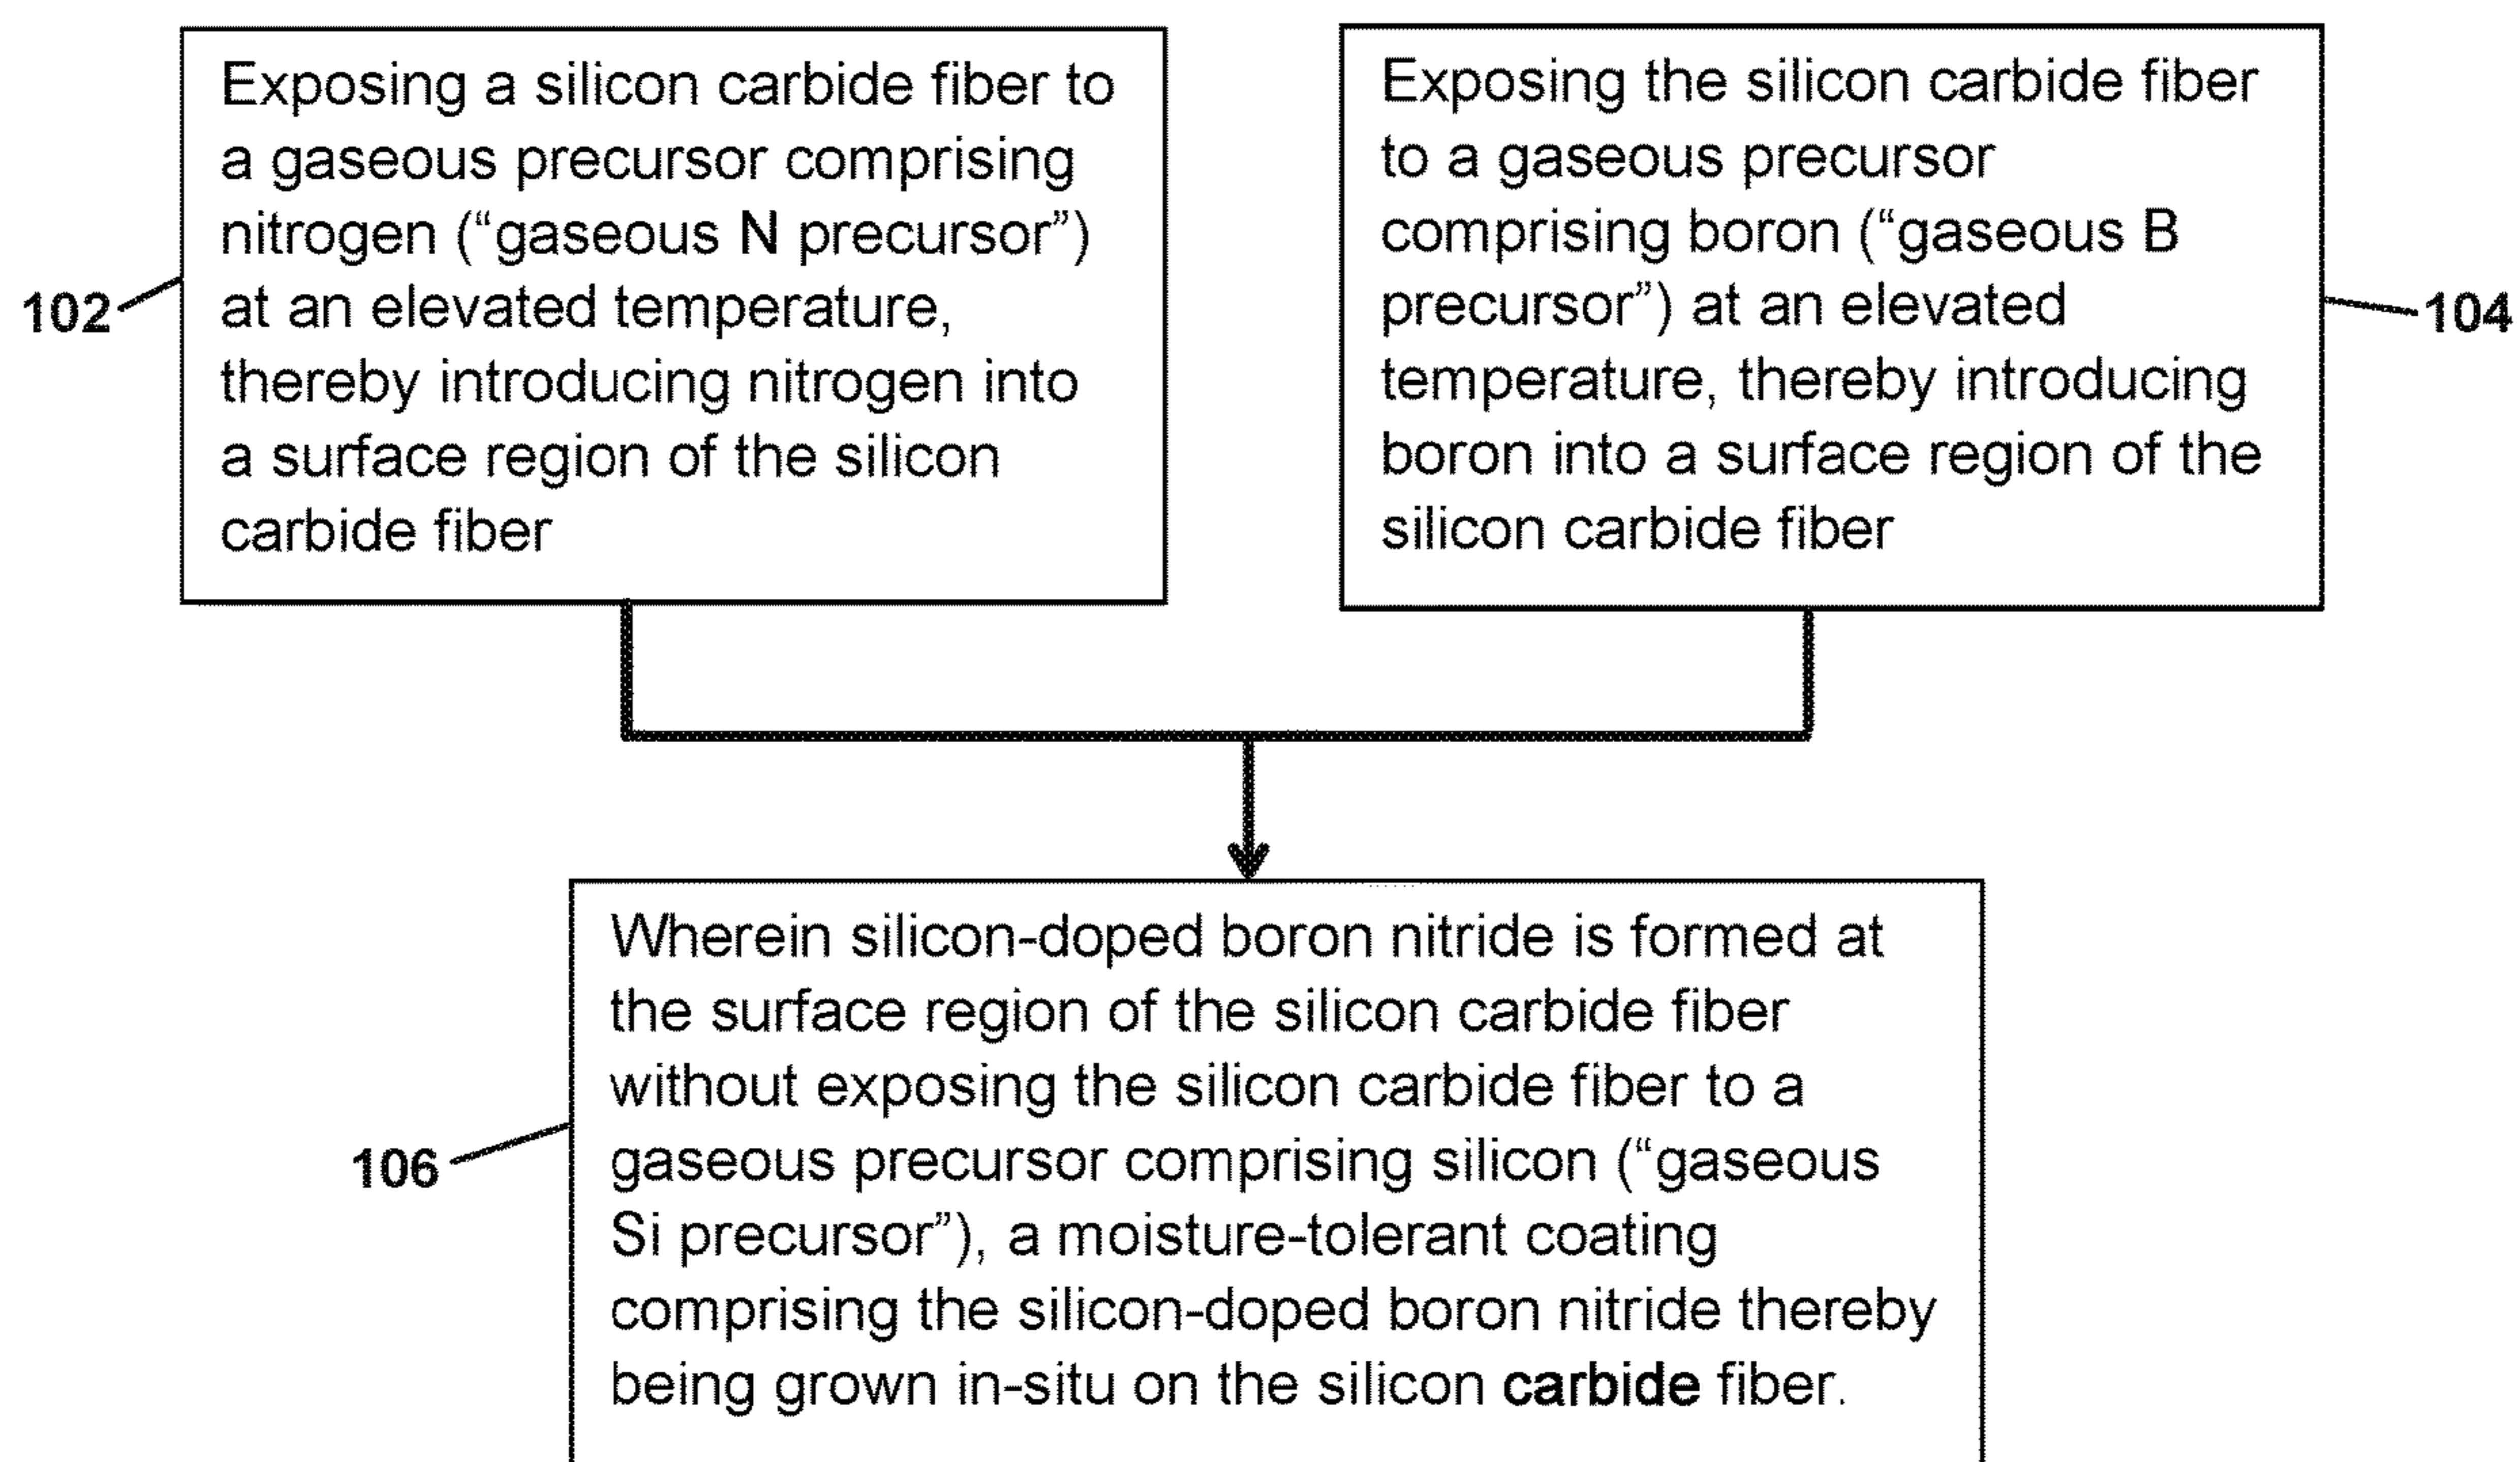 Exposing a silicon carbide fiber to
a gaseous precursor comprising
nitrogen (“gaseous N precursor”)
at an elevated temperature,
thereby introducing nitrogen into
a surface region of the silicon
carbide fiber
102
Exposing the silicon carbide fiber
to a gaseous precursor
comprising boron (“gaseous B
precursor”) at an elevated
temperature, thereby introducing
boron into a surface region of the
silicon carbide fiber
104
Wherein silicon-doped boron nitride is formed at
the surface region of the silicon carbide fiber
without exposing the silicon carbide fiber to a
gaseous precursor comprising silicon (“gaseous
Si precursor”), a moisture-tolerant coating
comprising the silicon-doped boron nitride thereby
being grown in-situ on the silicon carbide fiber.
106